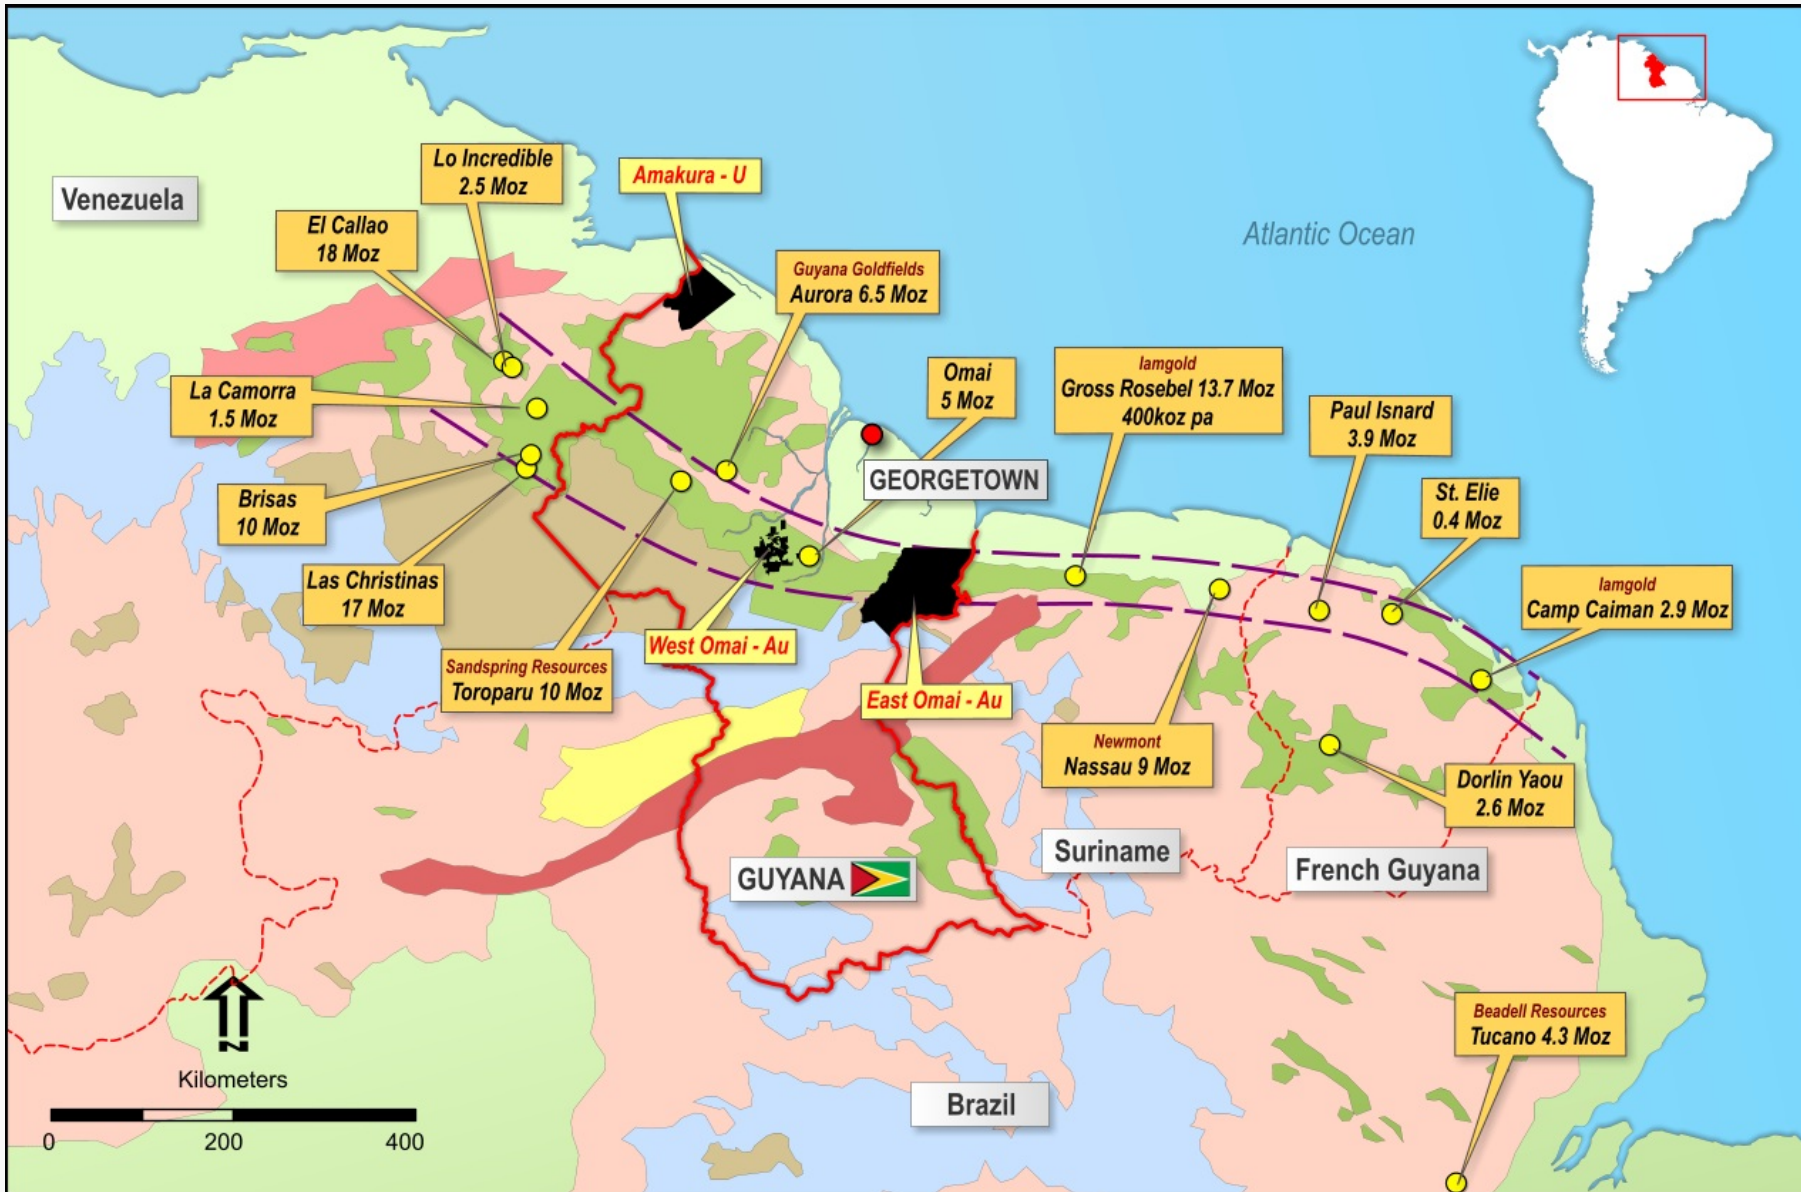 Lo Incredible
2.5 Moz
Amakura - U
Venezuela
El Callao
18 Moz
Atlantic Ocean
Guyana Goldfields
Aurora 6.5 Moz
La Camorra
1.5 Moz
Omai
5 Moz
Iamgold
Gross Rosebel 13.7 Moz
400koz pa
Paul Isnard
3.9 Moz
GEORGETOWN
Brisas
10 Moz
St. Elie
0.4 Moz
Las Christinas
17 Moz
Iamgold
Camp Caiman 2.9 Moz
West Omai - Au
Sandspring Resources
Toroparu 10 Moz
East Omai - Au
Newmont
Nassau 9 Moz
Dorlin Yaou
2.6 Moz
GUYANA
Suriname
French Guyana
N
Beadell Resources
Tucano 4.3 Moz
Kilometers
0 200 400
Brazil